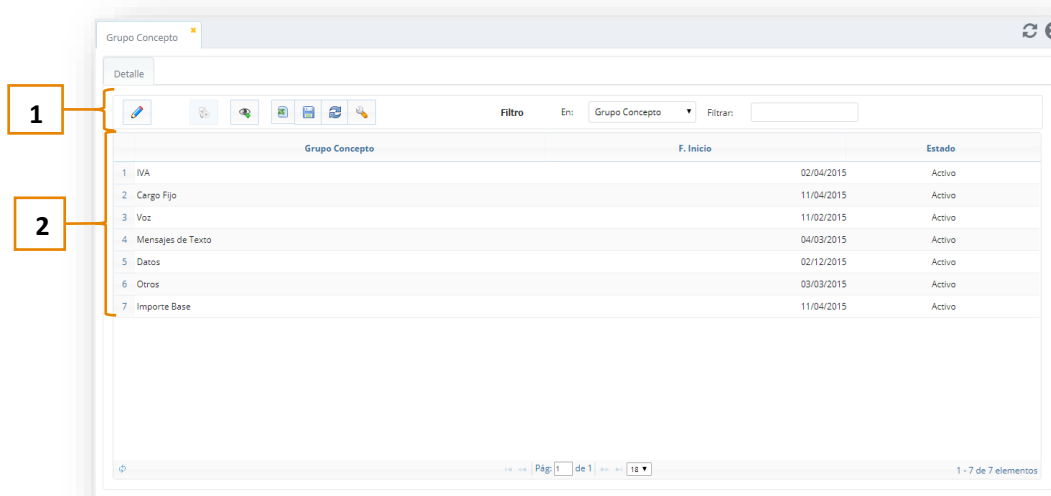 Grupo Concepto
Detalle
1
Filtro En: Grupo Concepto Filtrar:
Grupo Concepto F. Inicio Estado
1 IVA 02/04/2015 Activo
2 Cargo Fijo 11/04/2015 Activo
3 Voz 11/02/2015 Activo
2
4 Mensajes de Texto 04/03/2015 Activo
5 Datos 02/12/2015 Activo
6 Otros 03/03/2015 Activo
7 Importe Base 11/04/2015 Activo
Pág: 1 de 1 18 1 - 7 de 7 elementos